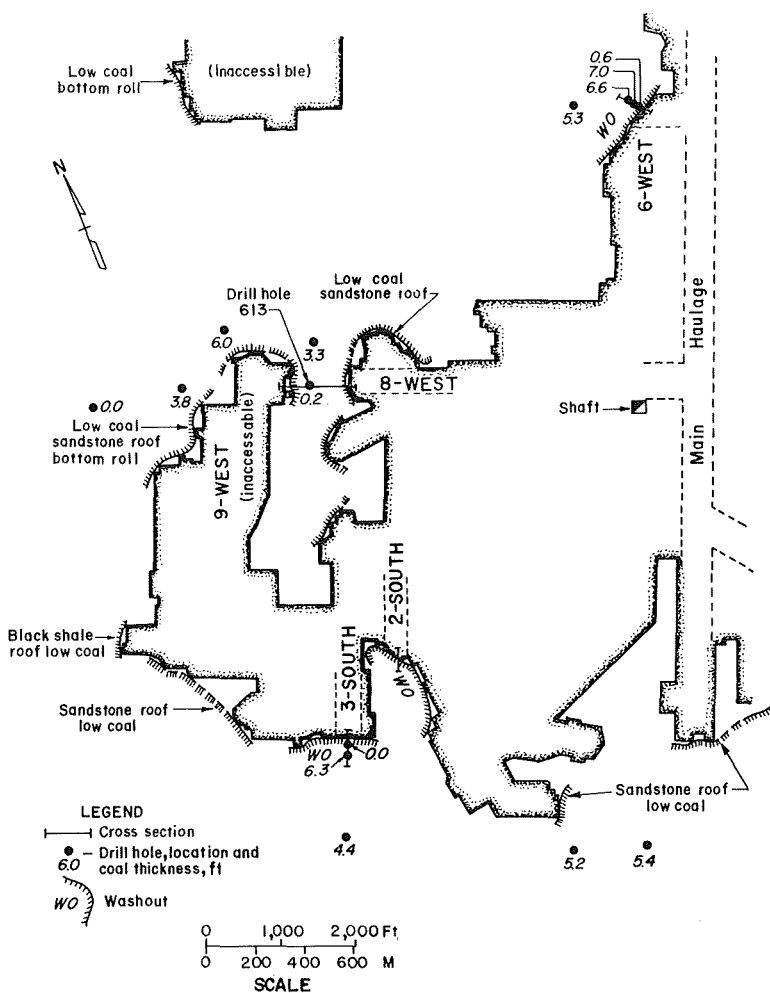 Low coal
bottom roll
(Inaccessible)
0.6
7.0
6.6
5.3
WO
6-WEST
N
Low coal
sandstone roof
Drill hole
613
6.0
3.3
Haulage
8-WEST
3.8
0.2
0.0
Shaft
Low coal
sandstone roof
bottom roll
9-WEST
(inaccessable)
Main
2-SOUTH
Black shale
roof low coal
3-SOUTH
WO
Sandstone roof
low coal
WO
0.0
6.3
Sandstone roof
low coal
LEGEND
Cross section
6.0
Drill hole, location and
coal thickness, ft
WO
Washout
4.4
5.2
5.4
0 1,000 2,000 Ft
0 200 400 600 M
SCALE